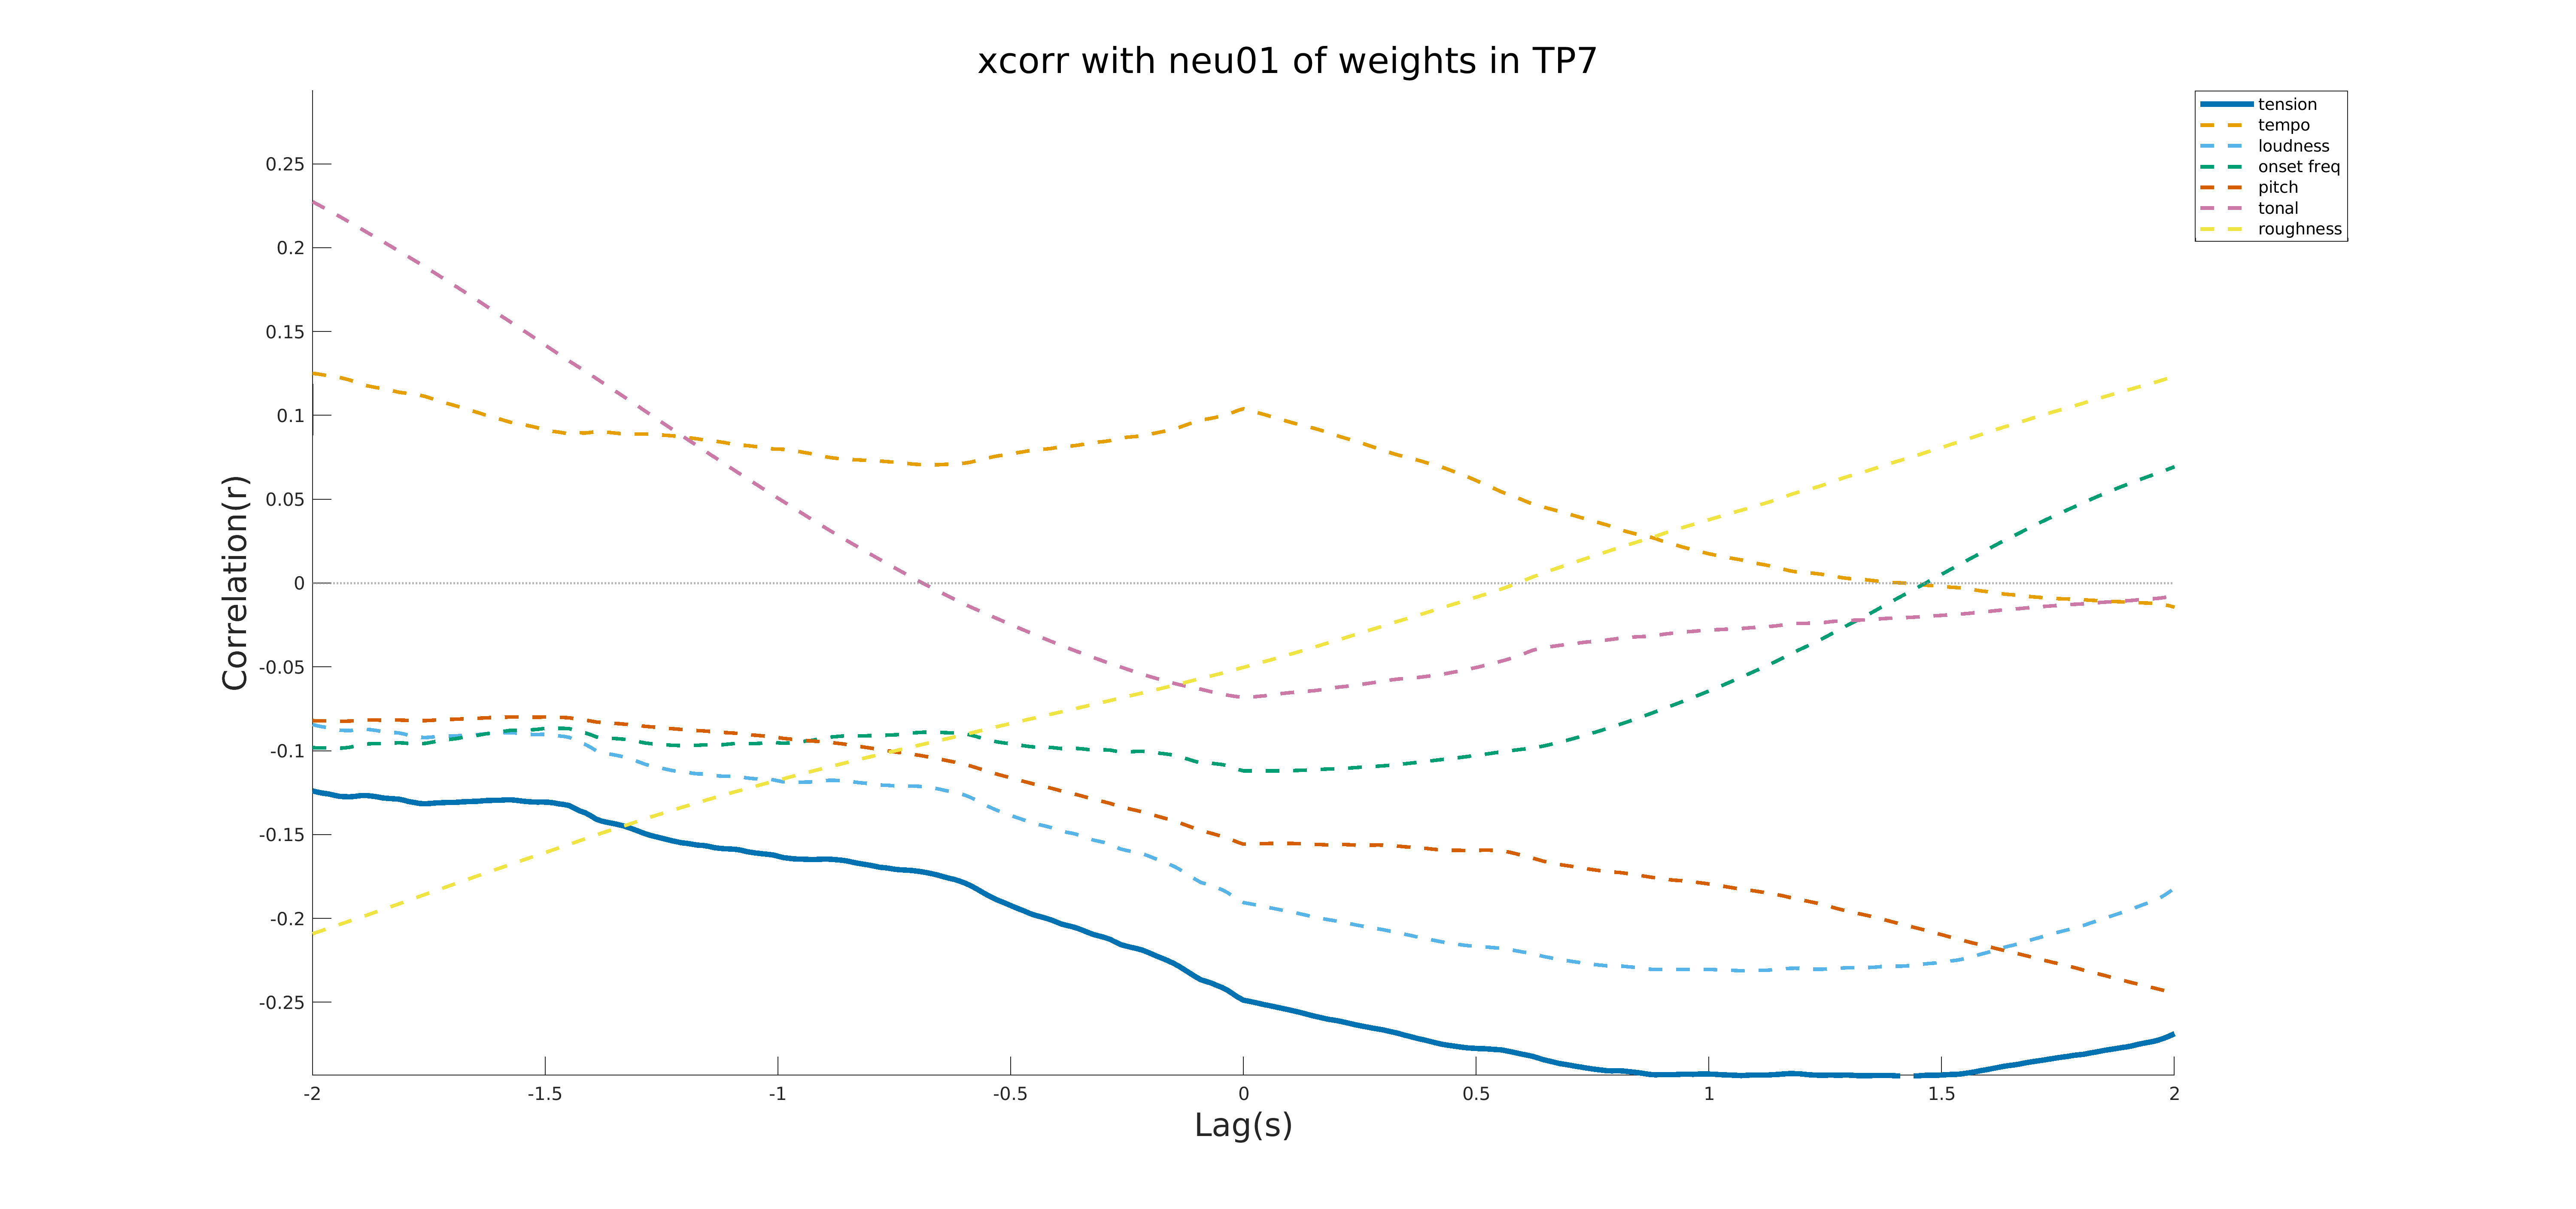 xcorr with neu01 of weights in TP7
tension
tempo
loudness
onset freq
pitch
tonal
roughness
Correlation(r)
0.25
0.2
0.15
0.1
0.05
0
-0.05
-0.1
-0.15
-0.2
-0.25
-2
-1.5
-1
-0.5
0
0.5
1
1.5
2
Lag(s)